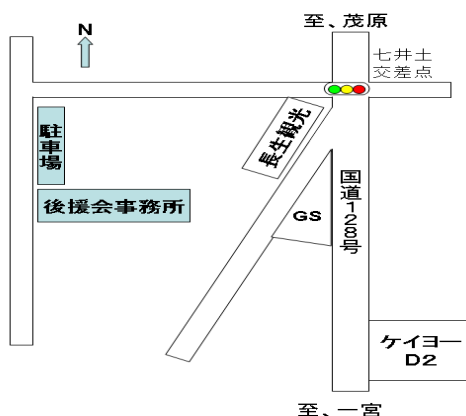 至、茂原
N
七井土
交差点
駐車場
長生観光
後援会事務所
国道128号
GS
ケイヨー
D2
至、一宮